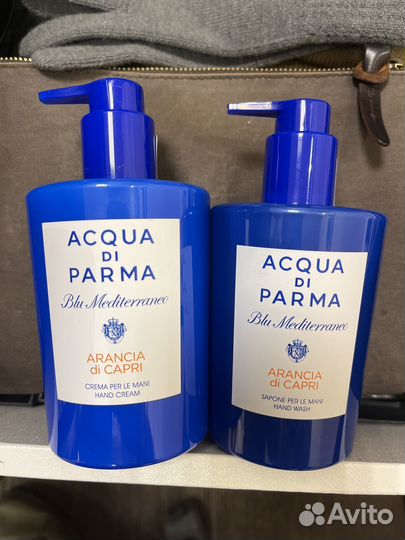 ACQUA
DI
PARMA
Blu Mediterraneo
ARANCIA
di CAPRI
CREMA PER LE MANI
HAND CREAM
ACQUA
DI
PARMA
Blu Mediterraneo
ARANCIA
di CAPRI
SAPONE PER LE MANI
HAND WASH
Avito